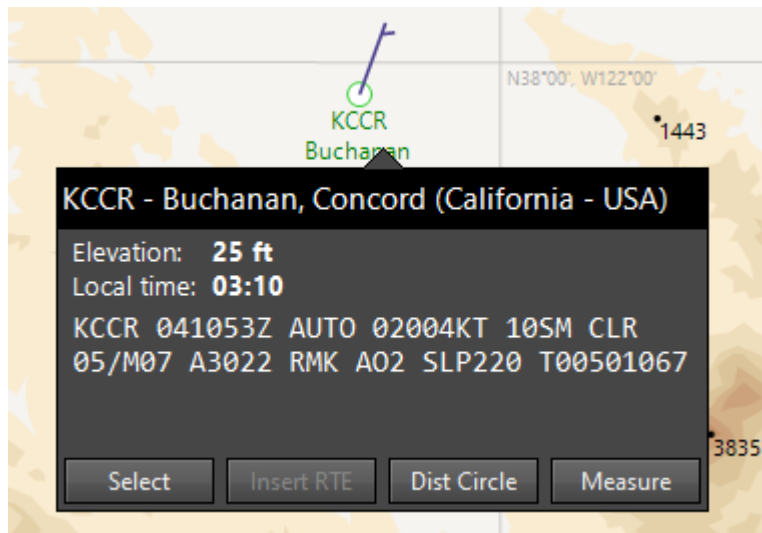 N38°00', W122°00'
KCCR
1443
Buchanan
KCCR - Buchanan, Concord (California - USA)
Elevation: 25 ft
Local time: 03:10
KCCR 041053Z AUTO 02004KT 10SM CLR
05/M07 A3022 RMK AO2 SLP220 T00501067
3835
Select Insert RTE Dist Circle Measure